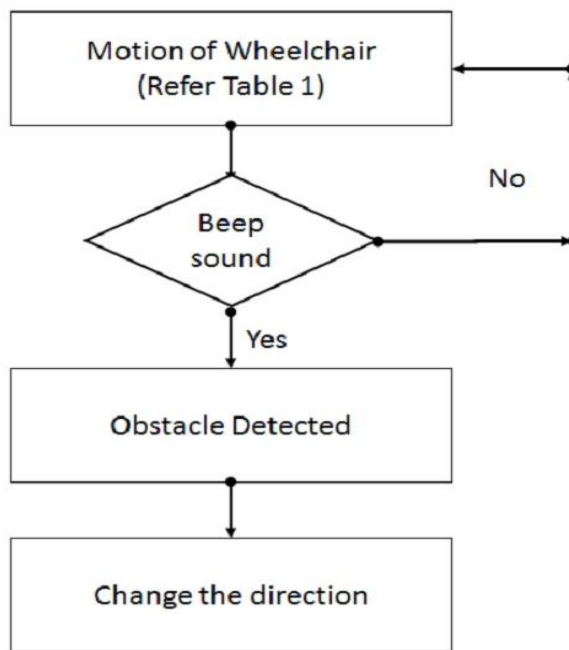 Motion of Wheelchair
(Refer Table 1)
No
Beep
sound
Yes
Obstacle Detected
Change the direction